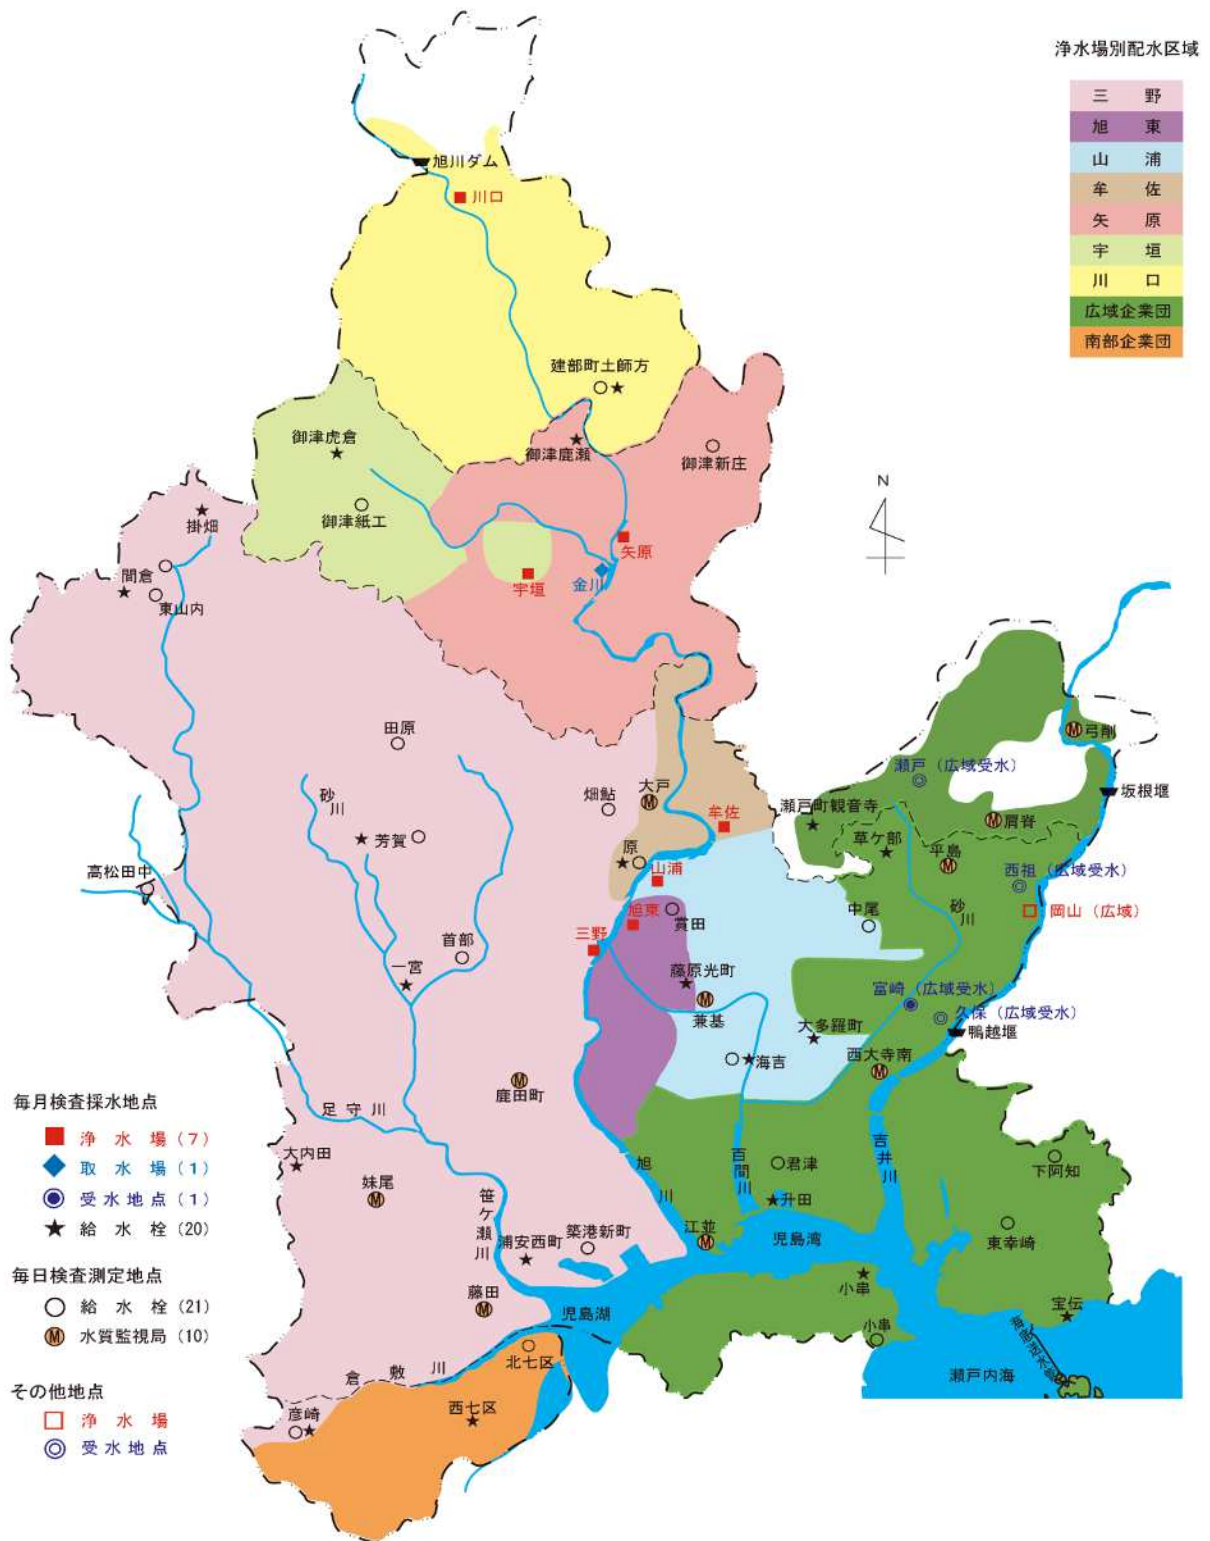 浄水場別配水区域
三 野
旭 東
山 浦
牟 佐
矢 原
宇 垣
川 口
広域企業団
南部企業団
旭川ダム
川口
建部町土師方
御津虎倉
御津鹿瀬
御津新庄
N
掛畑
御津紙工
矢原
間倉
宇垣
金川
東山内
田原
弓削
瀬戸（広域受水）
大戸
坂根堰
砂川
畑鮎
牟佐
瀬戸町観音寺
肩脊
芳賀
草ケ部
平島
原
高松田中
山浦
西祖（広域受水）
旭東
賞田
中尾
砂川
岡山（広域）
三野
首部
一宮
藤原光町
富崎（広域受水）
兼基
久保（広域受水）
大多羅町
鴨越堰
海吉
西大寺南
鹿田町
足守川
毎月検査採水地点
浄 水 場（7）
取 水 場（1）
受水地点（1）
給 水 栓（20）
大内田
妹尾
旭川
百間川
君津
吉井川
下阿知
升田
笹ケ瀬川
築港新町
浦安西町
江並
児島湾
東幸崎
毎日検査測定地点
給 水 栓（21）
水質監視局（10）
藤田
児島湖
小串
宝伝
小串
海底送水管
北七区
瀬戸内海
倉敷川
その他地点
浄 水 場
受水地点
彦崎
西七区